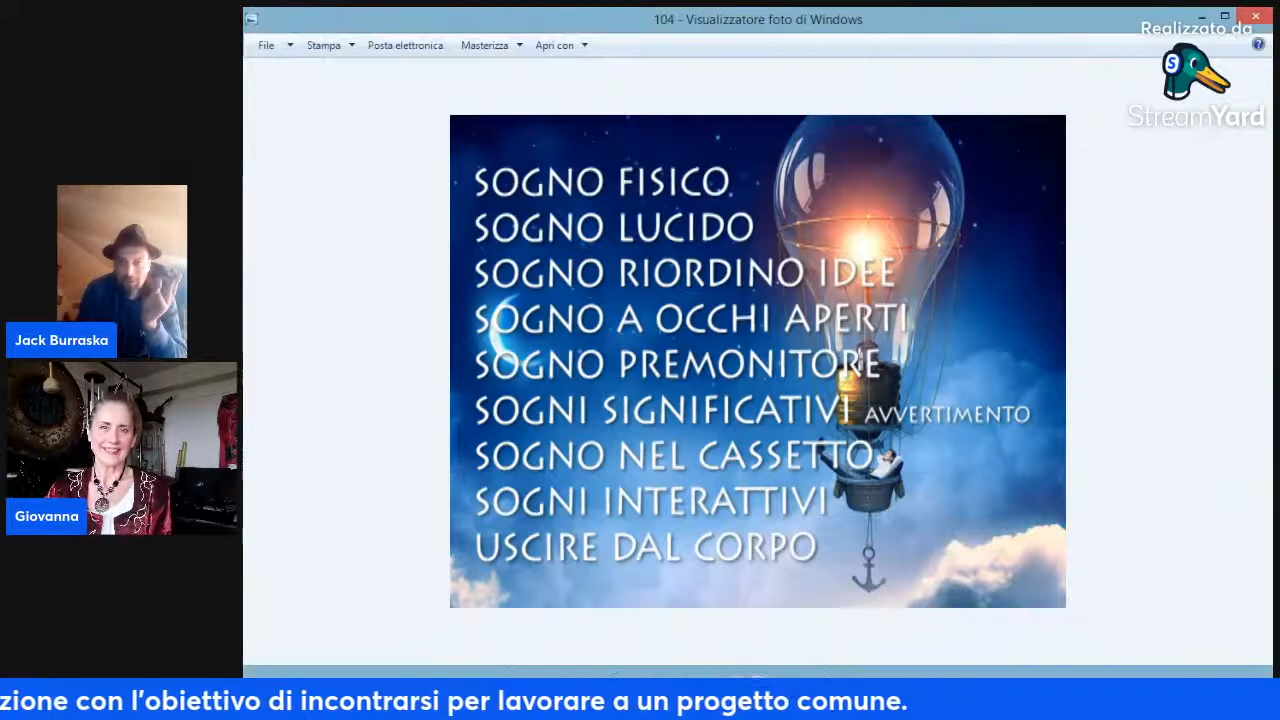 104 - Visualizzatore foto di Windows
File Stampa Posta elettronica Masterizza Apri con
Realizzato da
StreamYard
SOGNO FISICO
SOGNO LUCIDO
SOGNO RIORDINO IDEE
SOGNO A OCCHI APERTI
SOGNO PREMONITORE
SOGNI SIGNIFICATIVI AVVERTIMENTO
SOGNO NEL CASSETTO
SOGNI INTERATTIVI
USCIRE DAL CORPO
Jack Burraska
Giovanna
zione con l'obiettivo di incontrarsi per lavorare a un progetto comune.